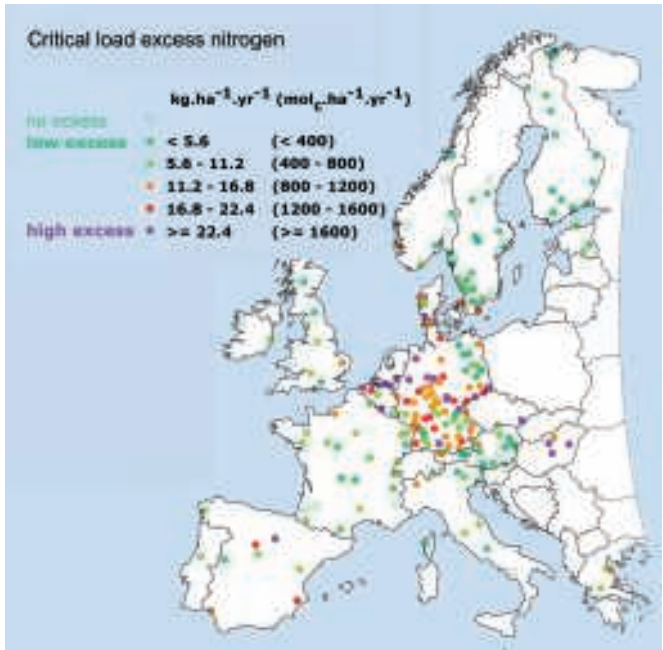 Critical load excess nitrogen
kg.ha⁻¹.yr⁻¹ (mol_c.ha⁻¹.yr⁻¹)
no excess
low excess < 5.6 (< 400)
5.6 - 11.2 (400 - 800)
11.2 - 16.8 (800 - 1200)
16.8 - 22.4 (1200 - 1600)
high excess >= 22.4 (>= 1600)